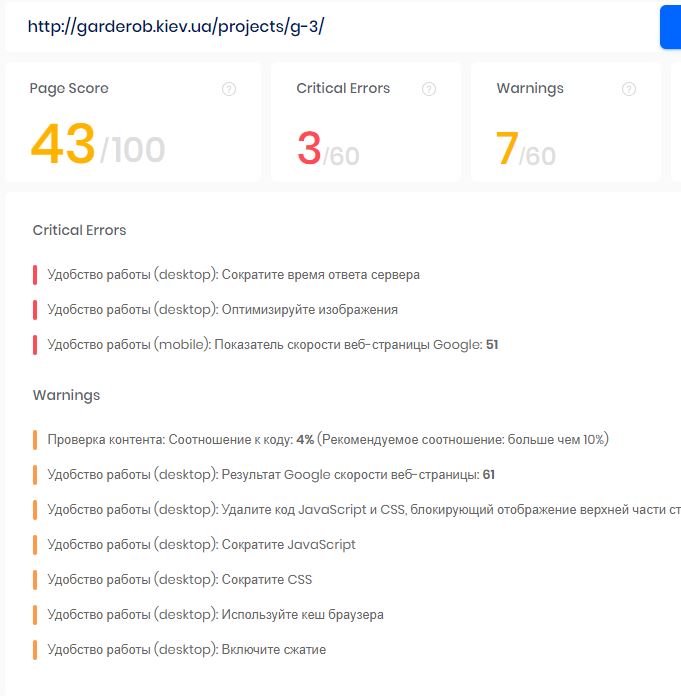 http://garderob.kiev.ua/projects/g-3/
Page Score ?
Critical Errors ?
Warnings ?
43/100
3/60
7/60
Critical Errors
Удобство работы (desktop): Сократите время ответа сервера
Удобство работы (desktop): Оптимизируйте изображения
Удобство работы (mobile): Показатель скорости веб-страницы Google: 51
Warnings
Проверка контента: Соотношение к коду: 4% (Рекомендуемое соотношение: больше чем 10%)
Удобство работы (desktop): Результат Google скорости веб-страницы: 61
Удобство работы (desktop): Удалите код JavaScript и CSS, блокирующий отображение верхней части ст
Удобство работы (desktop): Сократите JavaScript
Удобство работы (desktop): Сократите CSS
Удобство работы (desktop): Используйте кеш браузера
Удобство работы (desktop): Включите сжатие